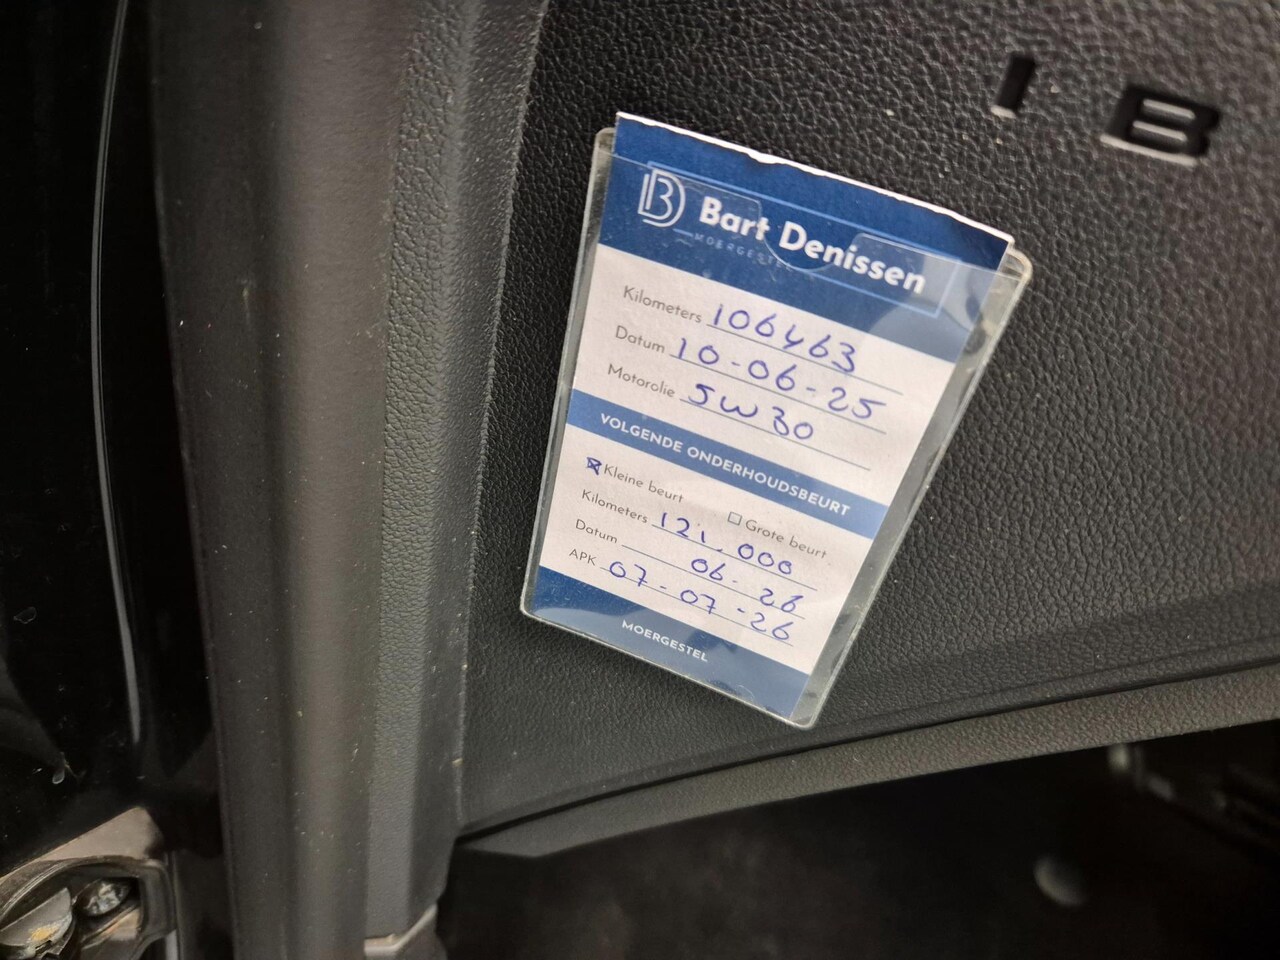 I B
B Bart Denissen
MOERGESTEL
Kilometers 106463
Datum 10-06-25
Motorolie 5W30
VOLGENDE ONDERHOUDSBEURT
Kleine beurt Grote beurt
Kilometers 121.000
Datum 06-26
APK 07-07-26
MOERGESTEL